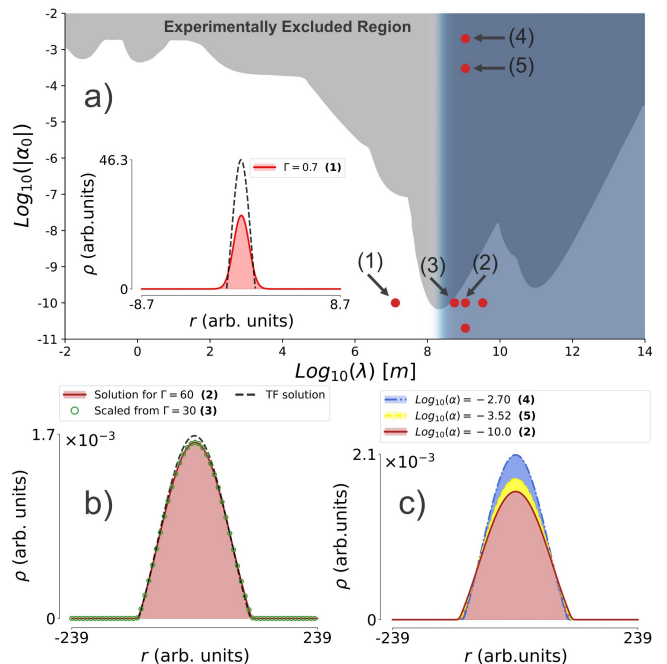 Experimentally Excluded Region
a)
Log₁₀(|α₀|)
-2
-3
-4
-5
-6
-7
-8
-9
-10
-11
(4)
(5)
46.3
0
ρ (arb.units)
Γ = 0.7 (1)
-8.7
8.7
r (arb. units)
(1)
(3)
(2)
-2
0
2
4
6
8
10
12
14
Log₁₀(λ) [m]
Solution for Γ = 60 (2)
TF solution
Scaled from Γ = 30 (3)
1.7
×10⁻³
b)
ρ (arb. units)
0
-239
239
r (arb. units)
Log₁₀(α) = −2.70 (4)
Log₁₀(α) = −3.52 (5)
Log₁₀(α) = −10.0 (2)
2.1
×10⁻³
c)
ρ (arb.units)
0
-239
239
r (arb.units)